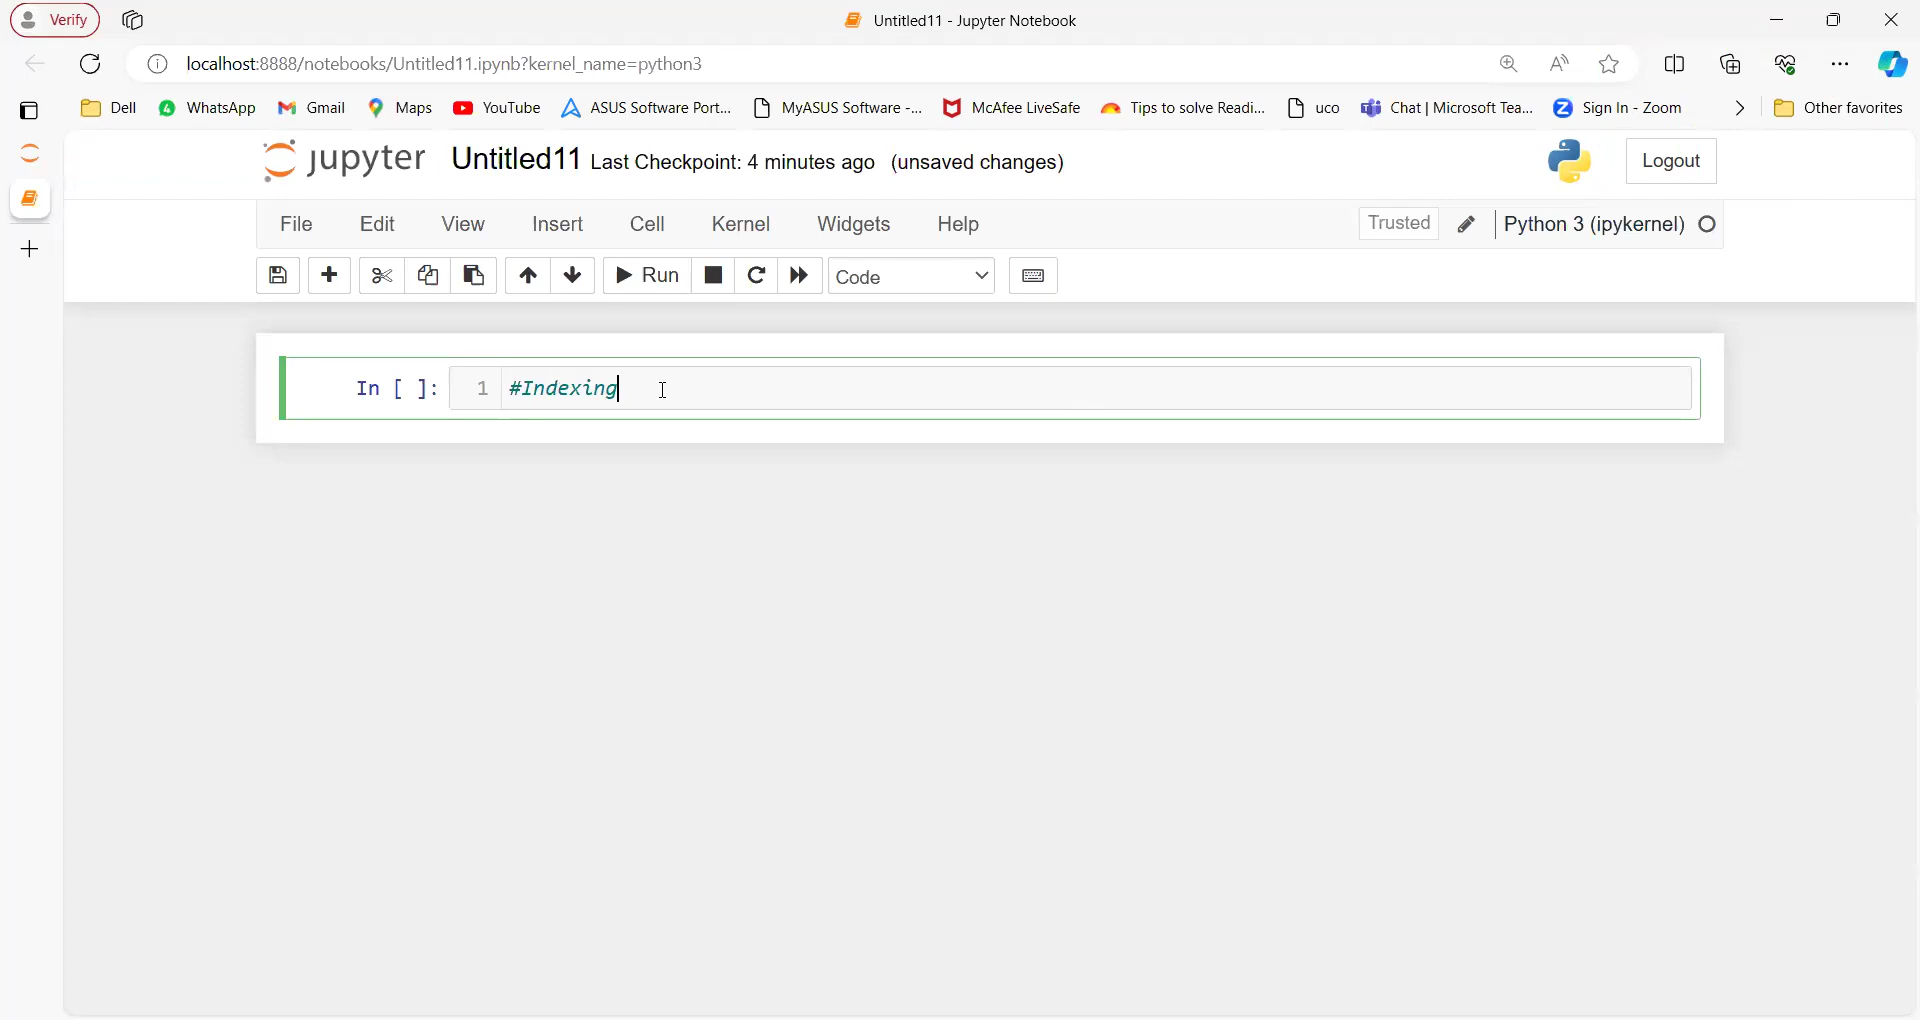 Verify
Untitled11 - Jupyter Notebook
localhost:8888/notebooks/Untitled11.ipynb?kernel_name=python3
Dell WhatsApp Gmail Maps YouTube ASUS Software Port... MyASUS Software -... McAfee LiveSafe Tips to solve Readi... uco Chat | Microsoft Tea... Sign In - Zoom Other favorites
jupyter Untitled11 Last Checkpoint: 4 minutes ago (unsaved changes) Logout
File Edit View Insert Cell Kernel Widgets Help Trusted Python 3 (ipykernel)
Run Code
In [ ]: 1 #Indexing